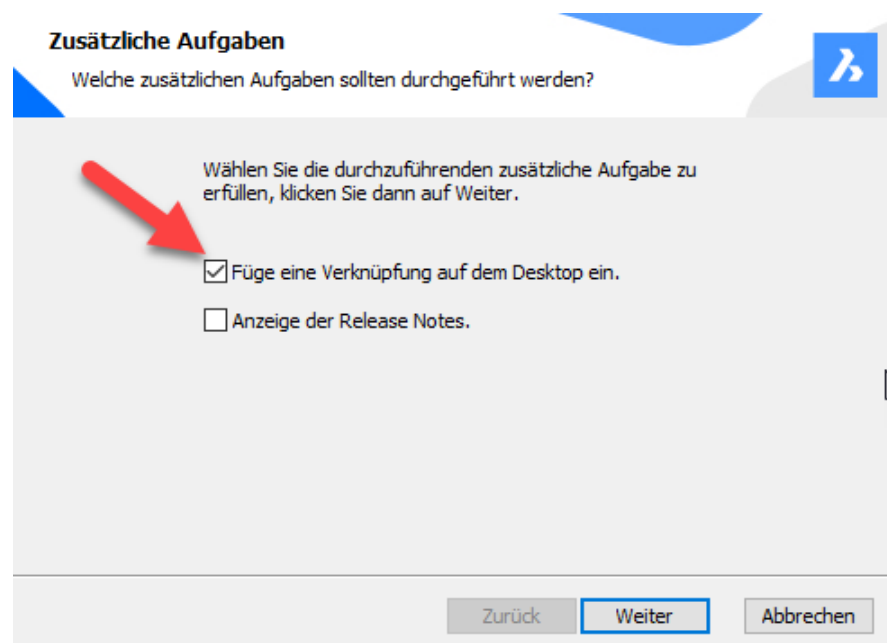 Zusätzliche Aufgaben
Welche zusätzlichen Aufgaben sollten durchgeführt werden?
Wählen Sie die durchzuführenden zusätzliche Aufgabe zu
erfüllen, klicken Sie dann auf Weiter.
Füge eine Verknüpfung auf dem Desktop ein.
Anzeige der Release Notes.
Zurück Weiter Abbrechen